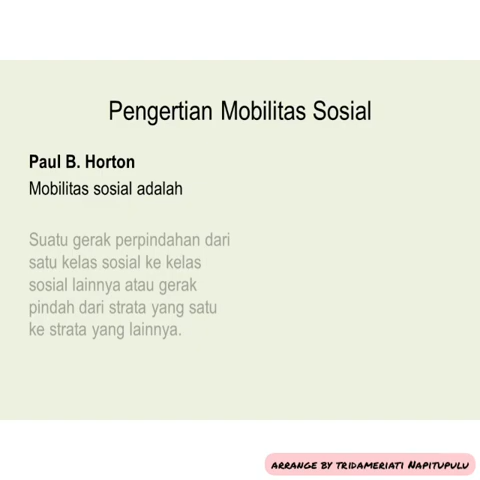 Pengertian Mobilitas Sosial
Paul B. Horton
Mobilitas sosial adalah
Suatu gerak perpindahan dari
satu kelas sosial ke kelas
sosial lainnya atau gerak
pindah dari strata yang satu
ke strata yang lainnya.
ARRANGE BY TRIDAMERIATI NAPITUPULU